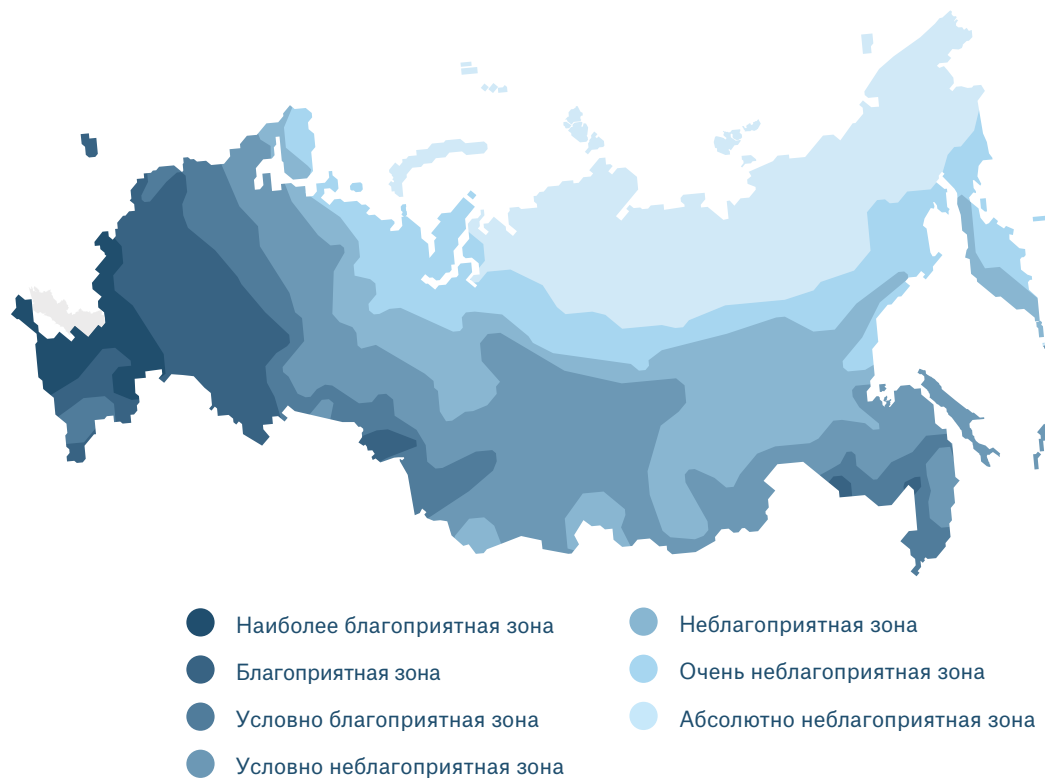 Наиболее благоприятная зона
Благоприятная зона
Условно благоприятная зона
Условно неблагоприятная зона
Неблагоприятная зона
Очень неблагоприятная зона
Абсолютно неблагоприятная зона